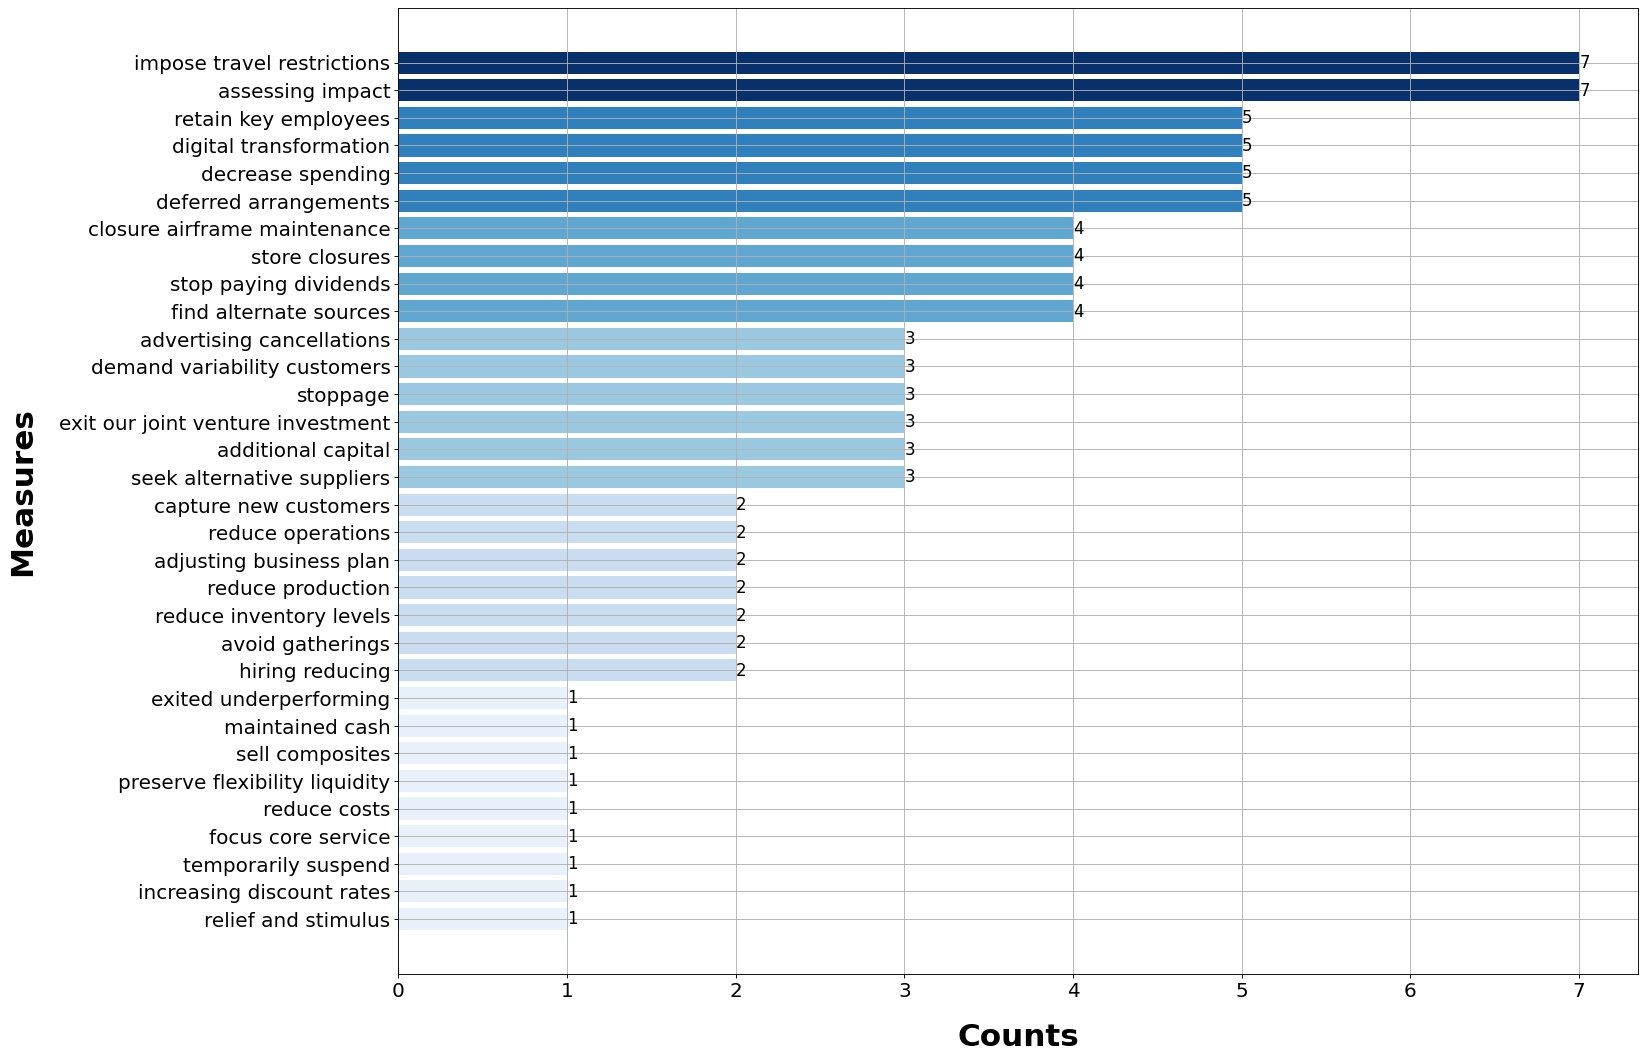 impose travel restrictions 7
assessing impact 7
retain key employees 5
digital transformation 5
decrease spending 5
deferred arrangements 5
closure airframe maintenance 4
store closures 4
stop paying dividends 4
find alternate sources 4
advertising cancellations 3
demand variability customers 3
stoppage 3
exit our joint venture investment 3
additional capital 3
seek alternative suppliers 3
capture new customers 2
reduce operations 2
adjusting business plan 2
reduce production 2
reduce inventory levels 2
avoid gatherings 2
hiring reducing 2
exited underperforming 1
maintained cash 1
sell composites 1
preserve flexibility liquidity 1
reduce costs 1
focus core service 1
temporarily suspend 1
increasing discount rates 1
relief and stimulus 1
Measures
0 1 2 3 4 5 6 7
Counts